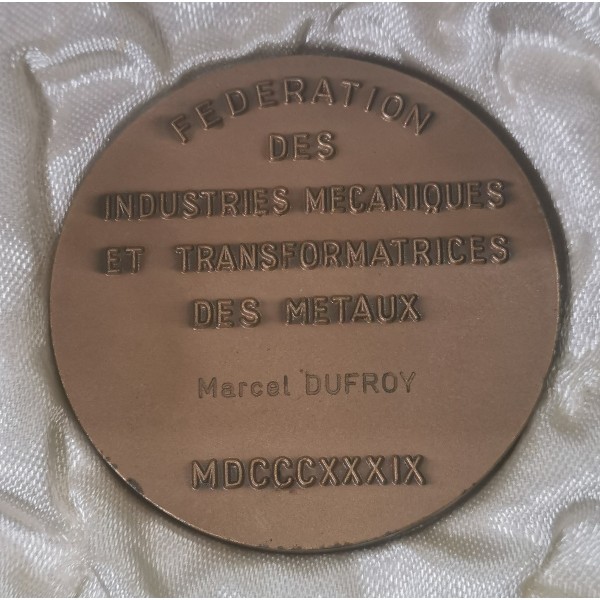 FEDERATION
DES
INDUSTRIES MECANIQUES
ET TRANSFORMATRICES
DES METAUX
Marcel DUFROY
MDCCCXXXIX